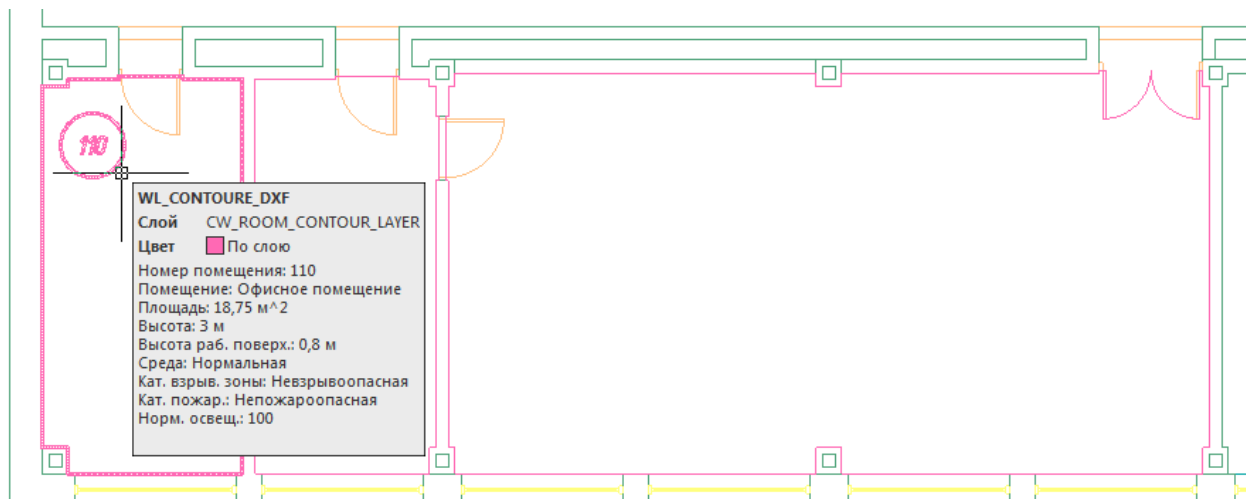 110
WL_CONTOURE_DXF
Слой CW_ROOM_CONTOUR_LAYER
Цвет По слою
Номер помещения: 110
Помещение: Офисное помещение
Площадь: 18,75 м^2
Высота: 3 м
Высота раб. поверх.: 0,8 м
Среда: Нормальная
Кат. взрыв. зоны: Невзрывоопасная
Кат. пожар.: Непожароопасная
Норм. освещ.: 100